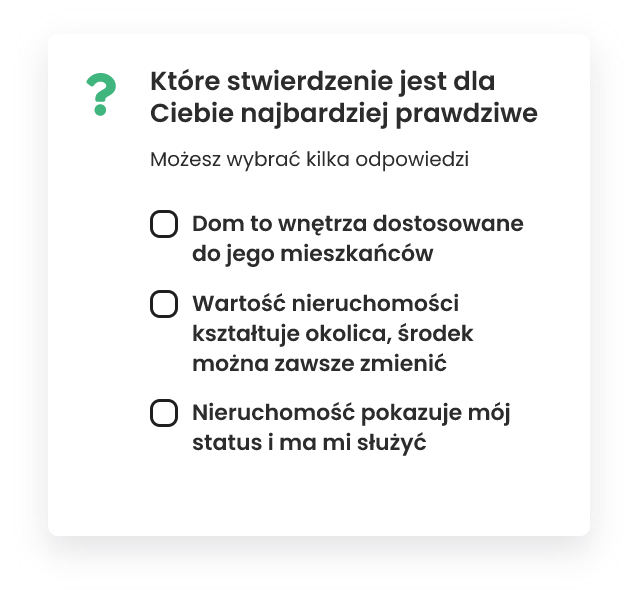 ?
Które stwierdzenie jest dla
Ciebie najbardziej prawdziwe
Możesz wybrać kilka odpowiedzi
Dom to wnętrza dostosowane
do jego mieszkańców
Wartość nieruchomości
kształtuje okolica, środek
można zawsze zmienić
Nieruchomość pokazuje mój
status i ma mi służyć